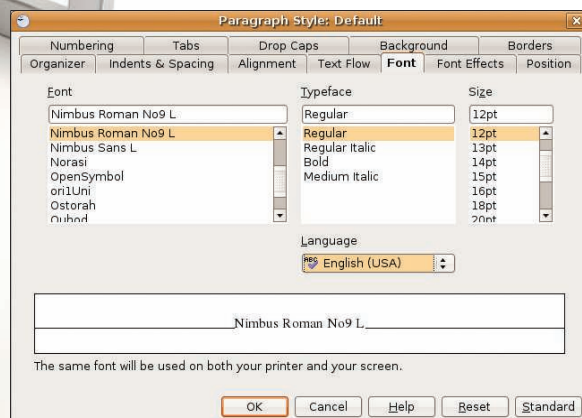 Paragraph Style: Default
Numbering Tabs Drop Caps Background Borders
Organizer Indents & Spacing Alignment Text Flow Font Font Effects Position
Font Typeface Size
Nimbus Roman No9 L Regular 12pt
Nimbus Roman No9 L Regular 12pt
Nimbus Sans L Regular Italic 13pt
Norasi Bold 14pt
OpenSymbol Medium Italic 15pt
ori1Uni 16pt
Ostorah 18pt
Ouhod 20pt
Language
ABC English (USA)
Nimbus Roman No9 L
The same font will be used on both your printer and your screen.
OK Cancel Help Reset Standard